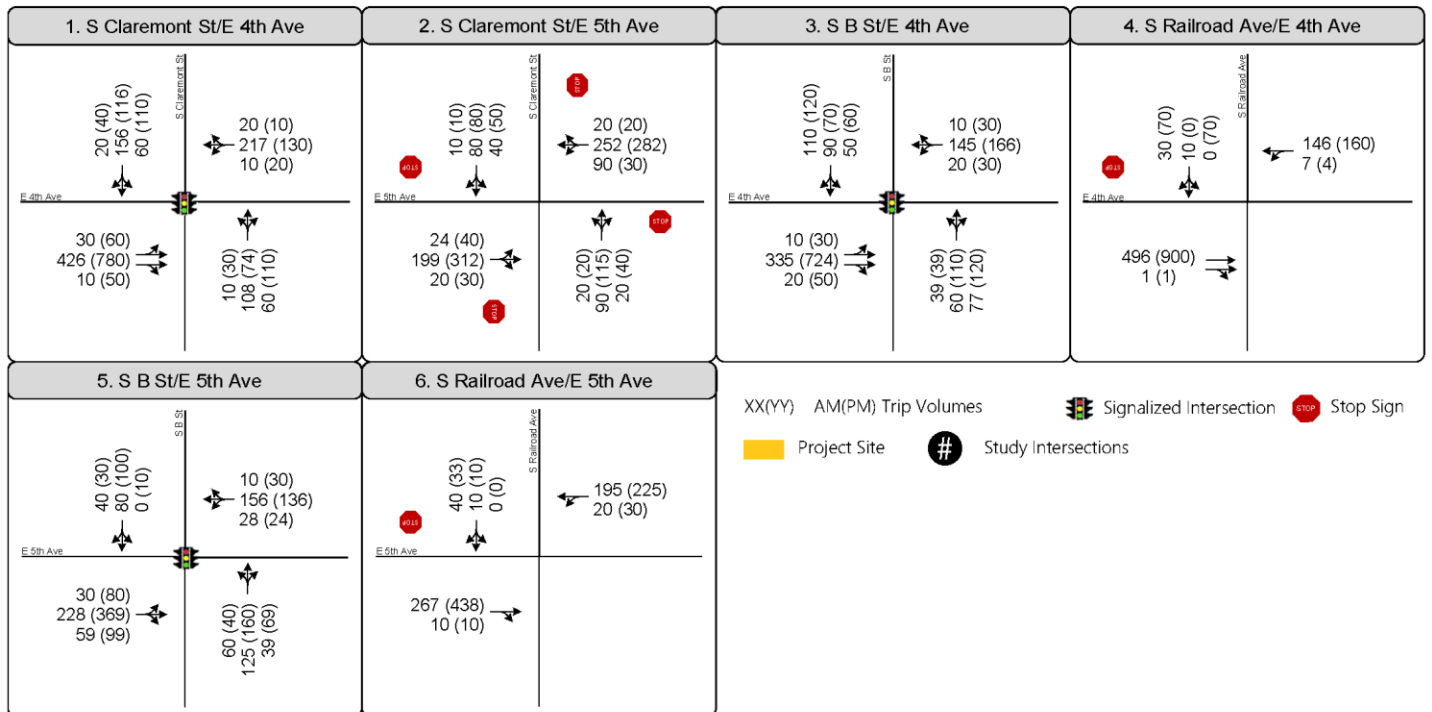 1. S Claremont St/E 4th Ave
S Claremont St
20 (40)
156 (116)
60 (110)
20 (10)
217 (130)
10 (20)
E 4th Ave
30 (60)
426 (780)
10 (50)
10 (30)
108 (74)
60 (110)
2. S Claremont St/E 5th Ave
S Claremont St
STOP
10 (10)
80 (80)
40 (50)
20 (20)
252 (282)
90 (30)
STOP
E 5th Ave
STOP
24 (40)
199 (312)
20 (30)
20 (20)
90 (115)
20 (40)
STOP
3. S B St/E 4th Ave
S B St
110 (120)
90 (70)
50 (60)
10 (30)
145 (166)
20 (30)
E 4th Ave
10 (30)
335 (724)
20 (50)
39 (39)
60 (110)
77 (120)
4. S Railroad Ave/E 4th Ave
S Railroad Ave
30 (70)
10 (0)
0 (70)
146 (160)
7 (4)
STOP
E 4th Ave
496 (900)
1 (1)
5. S B St/E 5th Ave
S B St
40 (30)
80 (100)
0 (10)
10 (30)
156 (136)
28 (24)
E 5th Ave
30 (80)
228 (369)
59 (99)
60 (40)
125 (160)
39 (69)
6. S Railroad Ave/E 5th Ave
S Railroad Ave
40 (33)
10 (10)
0 (0)
195 (225)
20 (30)
STOP
E 5th Ave
267 (438)
10 (10)
XX(YY) AM(PM) Trip Volumes
Signalized Intersection
STOP Stop Sign
Project Site
# Study Intersections